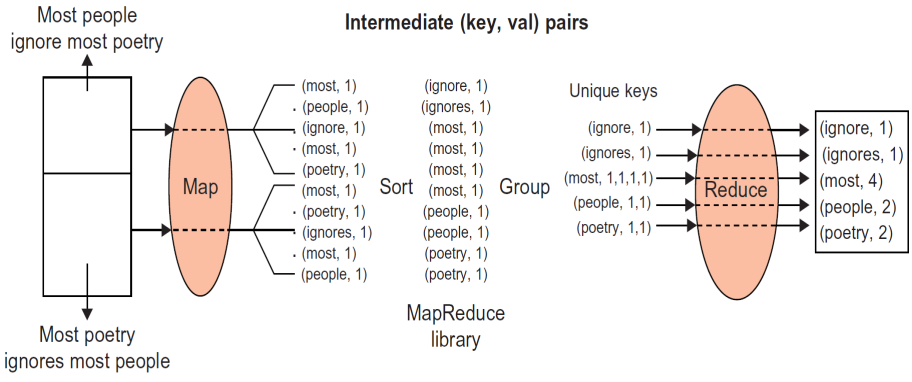 Most people
ignore most poetry
Intermediate (key, val) pairs
Map
(most, 1)
(people, 1)
(ignore, 1)
(most, 1)
(poetry, 1)
(most, 1)
(poetry, 1)
(ignores, 1)
(most, 1)
(people, 1)
Sort
(ignore, 1)
(ignores, 1)
(most, 1)
(most, 1)
(most, 1)
(most, 1)
(people, 1)
(people, 1)
(poetry, 1)
(poetry, 1)
Group
Unique keys
(ignore, 1)
(ignores, 1)
(most, 1,1,1,1)
(people, 1,1)
(poetry, 1,1)
Reduce
(ignore, 1)
(ignores, 1)
(most, 4)
(people, 2)
(poetry, 2)
MapReduce
library
Most poetry
ignores most people